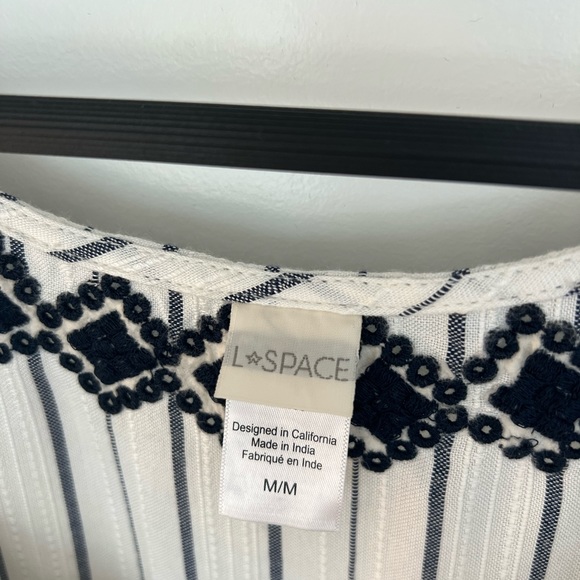 L☆SPACE
Designed in California
Made in India
Fabriqué en Inde
M/M